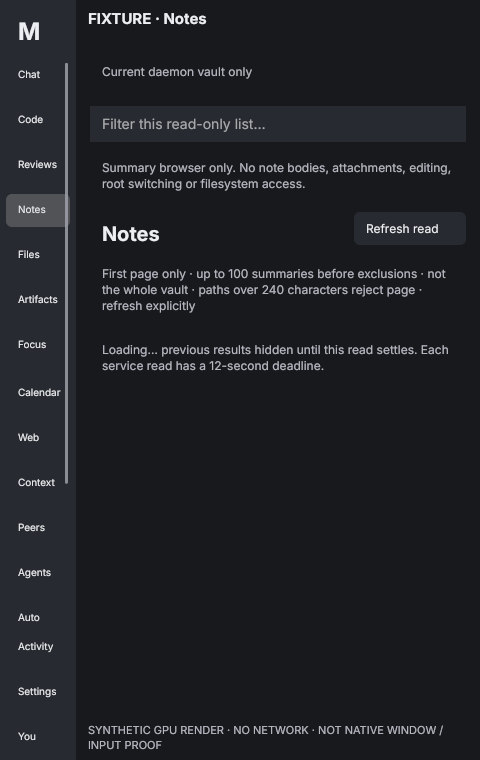 M
Chat
Code
Reviews
Notes
Files
Artifacts
Focus
Calendar
Web
Context
Peers
Agents
Auto
Activity
Settings
You
FIXTURE · Notes
Current daemon vault only
Filter this read-only list...
Summary browser only. No note bodies, attachments, editing,
root switching or filesystem access.
Notes
Refresh read
First page only · up to 100 summaries before exclusions · not
the whole vault · paths over 240 characters reject page ·
refresh explicitly
Loading... previous results hidden until this read settles. Each
service read has a 12-second deadline.
SYNTHETIC GPU RENDER · NO NETWORK · NOT NATIVE WINDOW /
INPUT PROOF